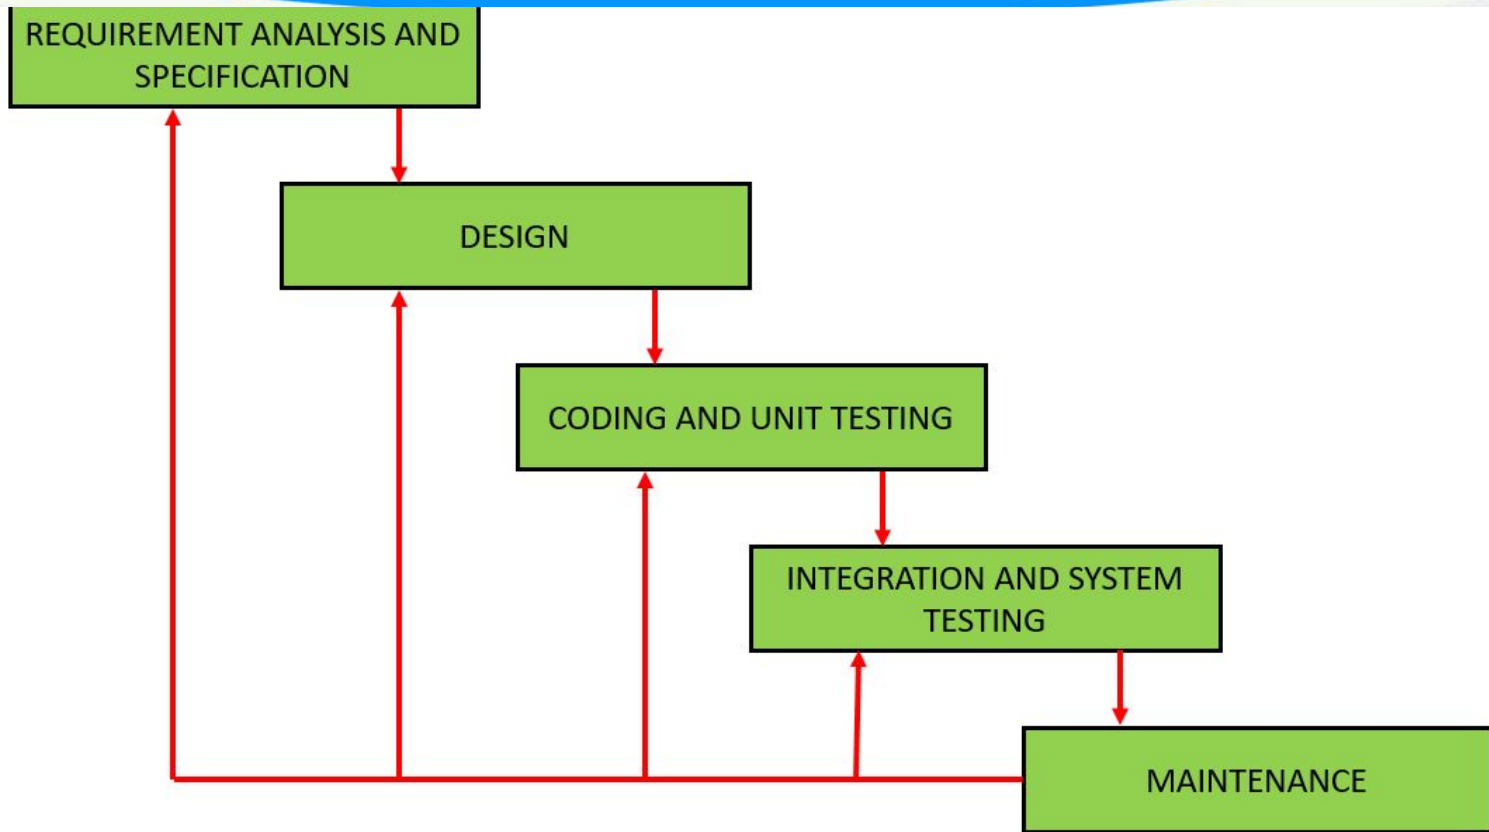 REQUIREMENT ANALYSIS AND
SPECIFICATION
DESIGN
CODING AND UNIT TESTING
INTEGRATION AND SYSTEM
TESTING
MAINTENANCE